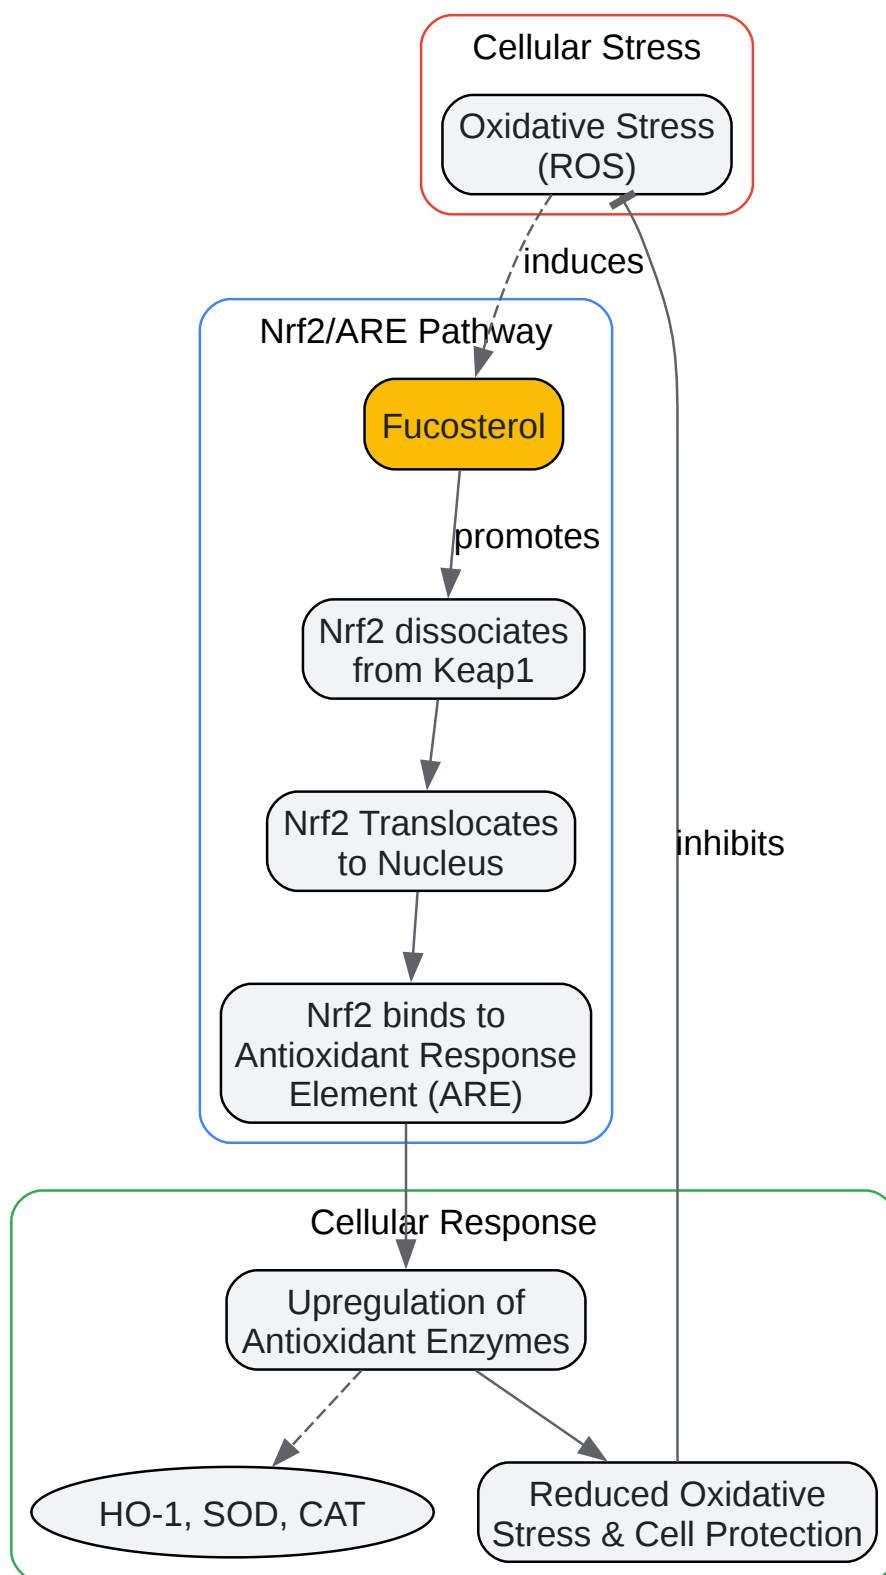 Cellular Stress
Oxidative Stress
(ROS)
induces
Nrf2/ARE Pathway
Fucosterol
promotes
Nrf2 dissociates
from Keap1
Nrf2 Translocates
to Nucleus
inhibits
Nrf2 binds to
Antioxidant Response
Element (ARE)
Cellular Response
Upregulation of
Antioxidant Enzymes
HO-1, SOD, CAT
Reduced Oxidative
Stress & Cell Protection